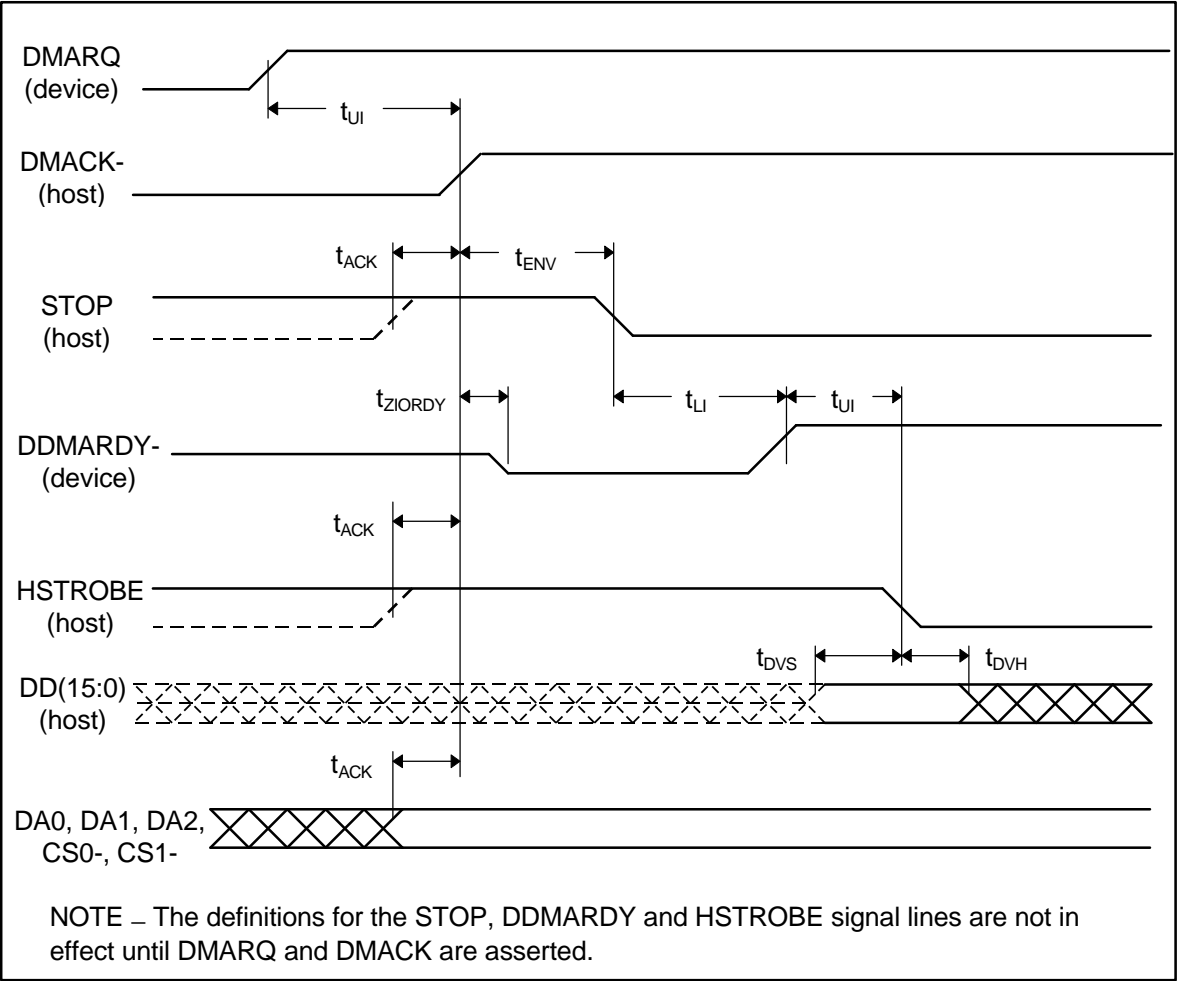 DMARQ
(device)
tUI
DMACK-
(host)
tACK
tENV
STOP
(host)
tZIORDY
tLI
tUI
DDMARDY-
(device)
tACK
HSTROBE
(host)
tDVS
tDVH
DD(15:0)
(host)
tACK
DA0, DA1, DA2,
CS0-, CS1-
NOTE – The definitions for the STOP, DDMARDY and HSTROBE signal lines are not in
effect until DMARQ and DMACK are asserted.